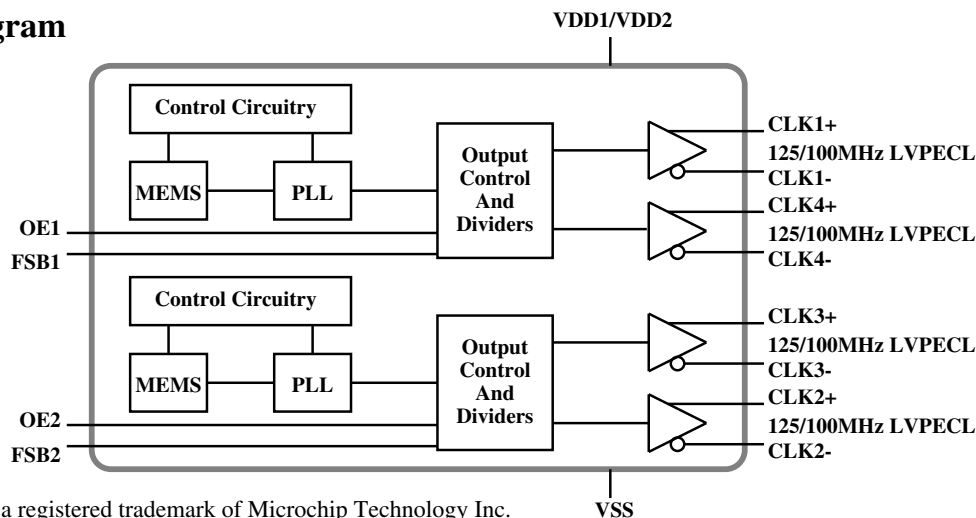 gram
VDD1/VDD2
Control Circuitry
MEMS
PLL
Output
Control
And
Dividers
CLK1+
125/100MHz LVPECL
CLK1-
CLK4+
125/100MHz LVPECL
CLK4-
OE1
FSB1
Control Circuitry
MEMS
PLL
Output
Control
And
Dividers
CLK3+
125/100MHz LVPECL
CLK3-
CLK2+
125/100MHz LVPECL
CLK2-
OE2
FSB2
VSS
a registered trademark of Microchip Technology Inc.